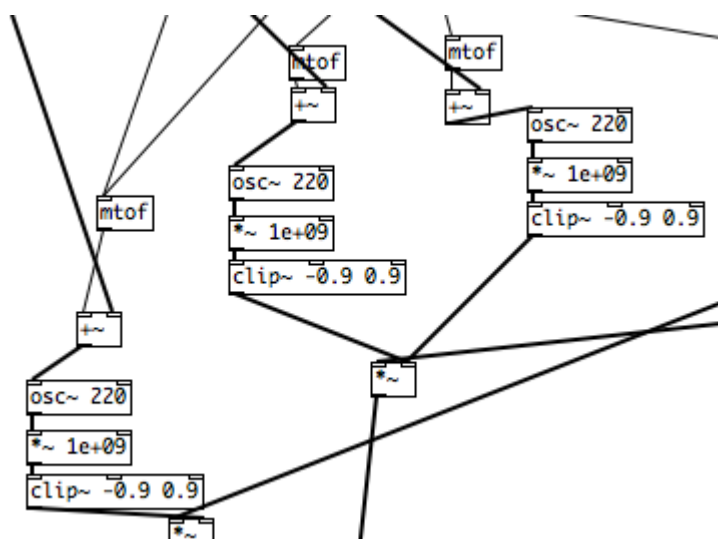 mtof
+~
osc~ 220
*~ 1e+09
clip~ -0.9 0.9
mtof
+~
osc~ 220
*~ 1e+09
clip~ -0.9 0.9
*~
mtof
+~
osc~ 220
*~ 1e+09
clip~ -0.9 0.9
*~